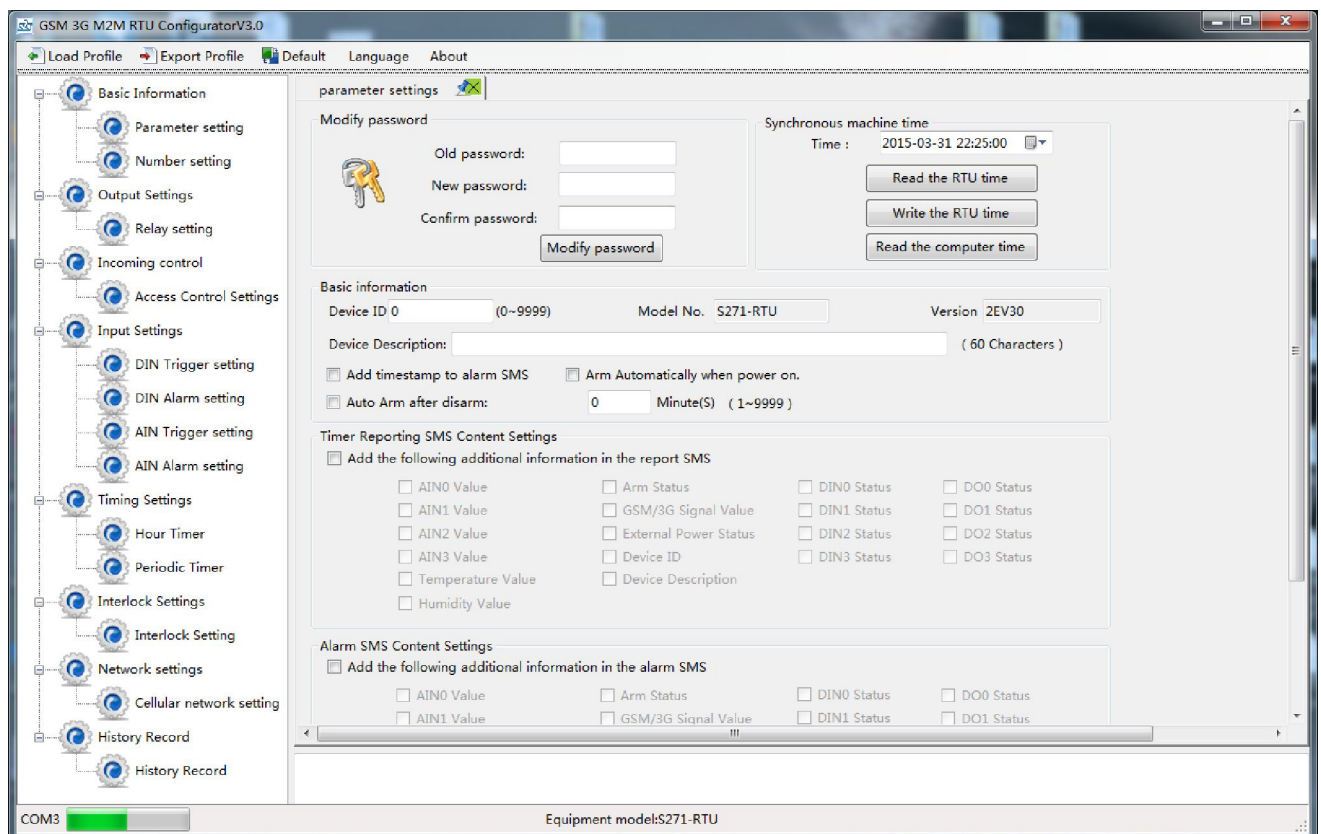 GSM 3G M2M RTU ConfiguratorV3.0
Load Profile Export Profile Default Language About
Basic Information
Parameter setting
Number setting
Output Settings
Relay setting
Incoming control
Access Control Settings
Input Settings
DIN Trigger setting
DIN Alarm setting
AIN Trigger setting
AIN Alarm setting
Timing Settings
Hour Timer
Periodic Timer
Interlock Settings
Interlock Setting
Network settings
Cellular network setting
History Record
History Record
parameter settings
Modify password
Old password:
New password:
Confirm password:
Modify password
Synchronous machine time
Time : 2015-03-31 22:25:00
Read the RTU time
Write the RTU time
Read the computer time
Basic information
Device ID 0 (0~9999) Model No. S271-RTU Version 2EV30
Device Description: ( 60 Characters )
Add timestamp to alarm SMS Arm Automatically when power on.
Auto Arm after disarm: 0 Minute(S) ( 1~9999 )
Timer Reporting SMS Content Settings
Add the following additional information in the report SMS
AIN0 Value Arm Status DIN0 Status DO0 Status
AIN1 Value GSM/3G Signal Value DIN1 Status DO1 Status
AIN2 Value External Power Status DIN2 Status DO2 Status
AIN3 Value Device ID DIN3 Status DO3 Status
Temperature Value Device Description
Humidity Value
Alarm SMS Content Settings
Add the following additional information in the alarm SMS
AIN0 Value Arm Status DIN0 Status DO0 Status
AIN1 Value GSM/3G Signal Value DIN1 Status DO1 Status
COM3 Equipment model:S271-RTU